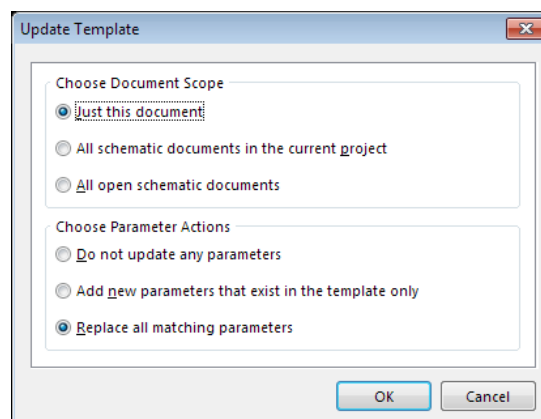 Update Template
Choose Document Scope
Just this document
All schematic documents in the current project
All open schematic documents
Choose Parameter Actions
Do not update any parameters
Add new parameters that exist in the template only
Replace all matching parameters
OK Cancel